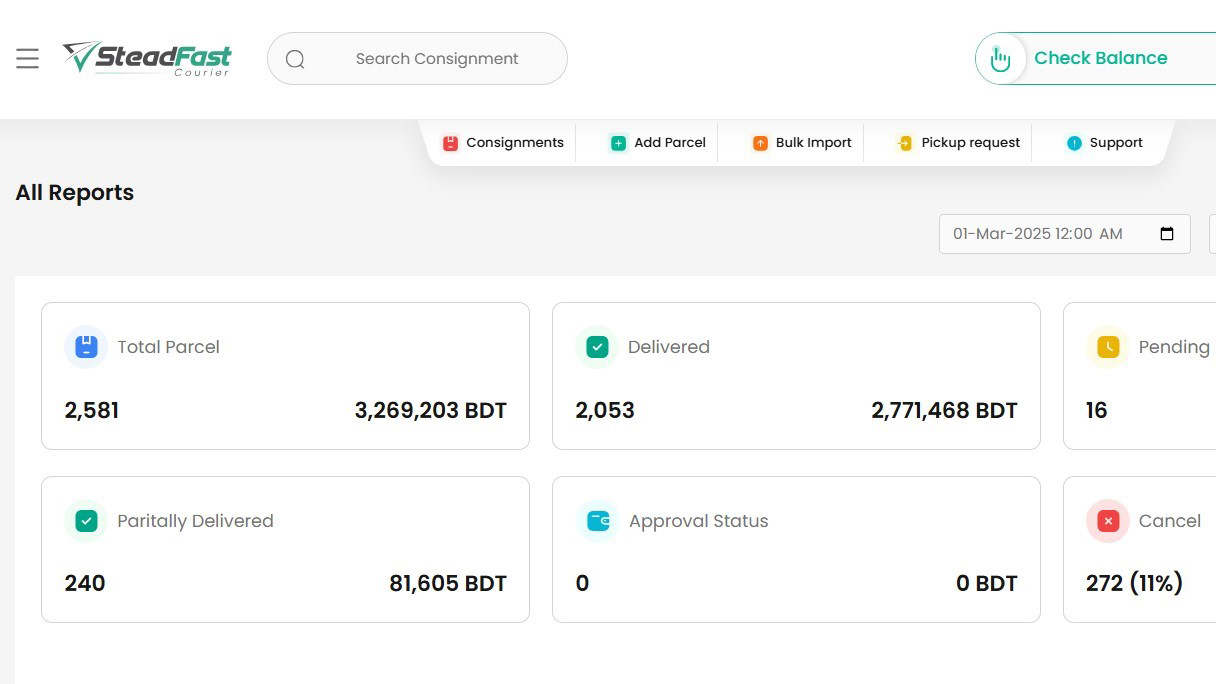 SteadFast
Courier
Search Consignment
Check Balance
Consignments
Add Parcel
Bulk Import
Pickup request
Support
All Reports
01-Mar-2025 12:00 AM
Total Parcel
2,581 3,269,203 BDT
Delivered
2,053 2,771,468 BDT
Pending
16
Paritally Delivered
240 81,605 BDT
Approval Status
0 0 BDT
Cancel
272 (11%)